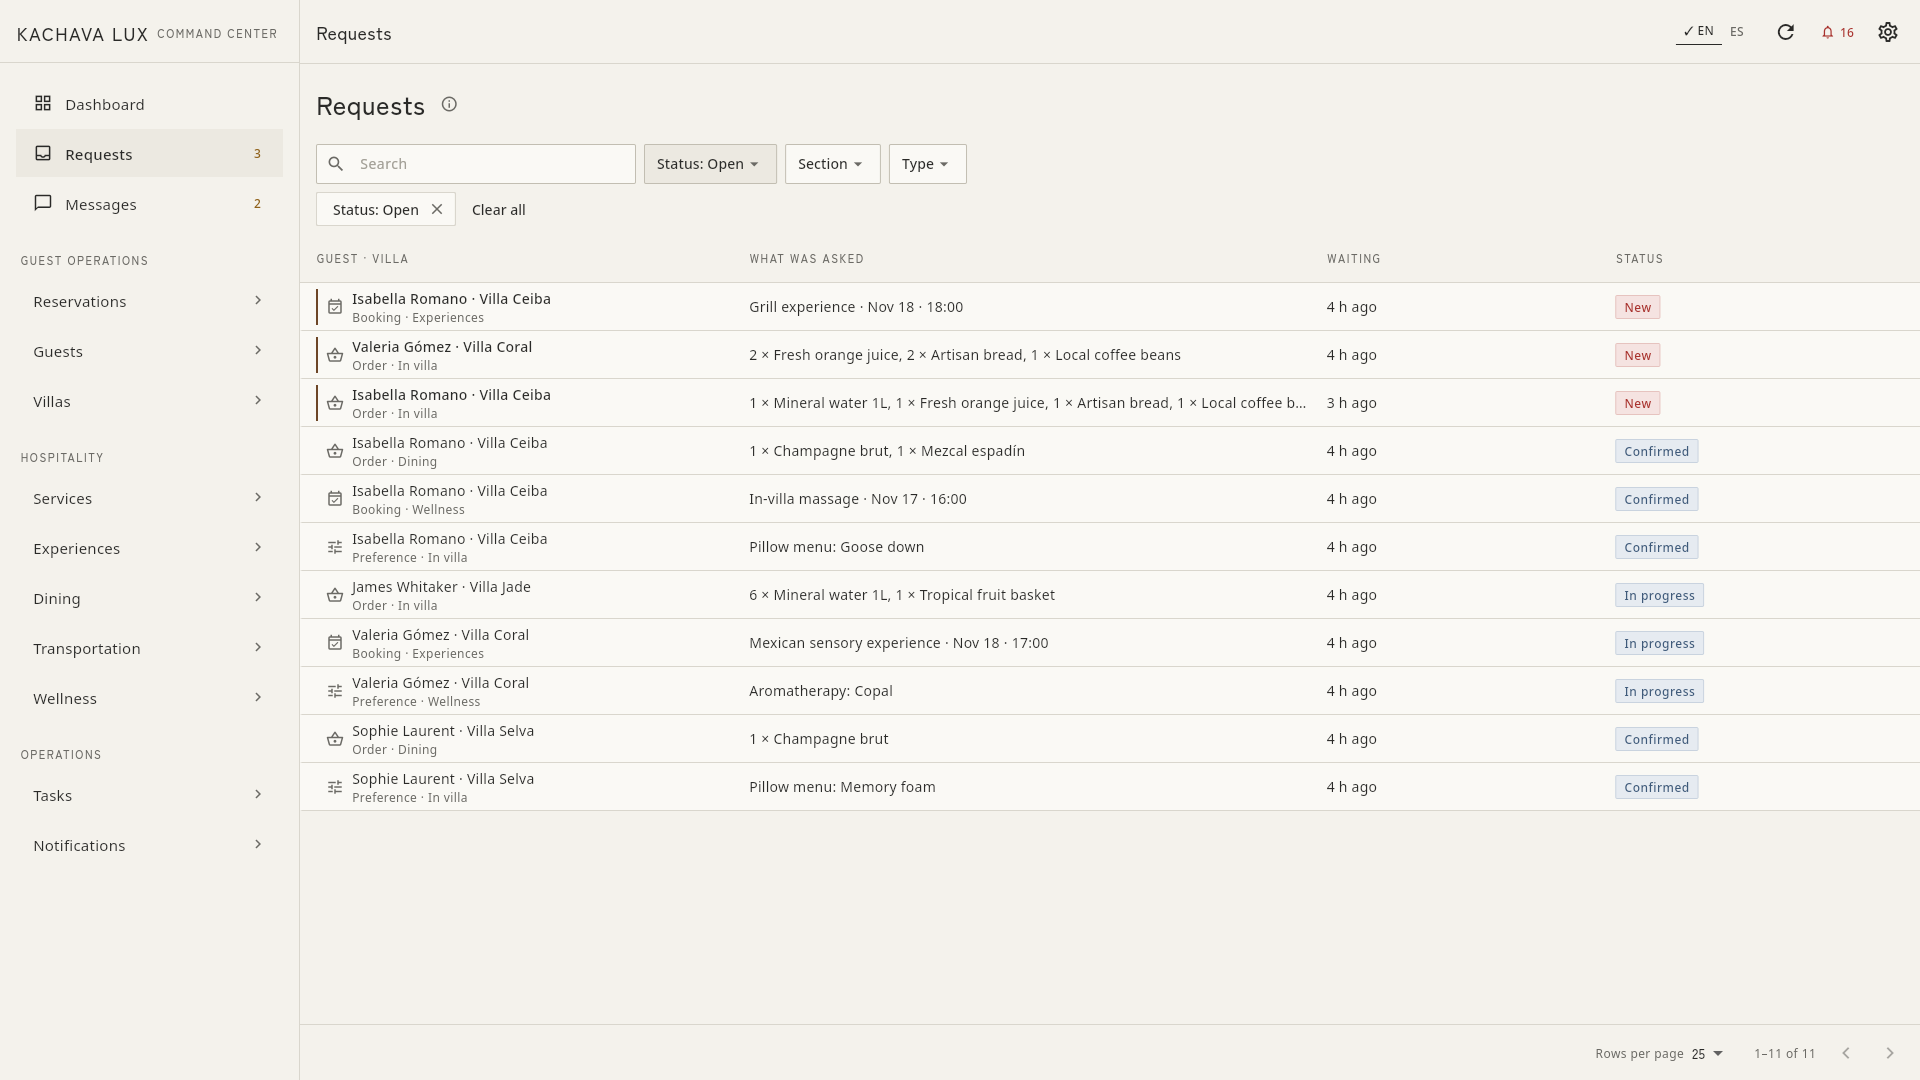 KACHAVA LUX COMMAND CENTER
Requests
✓ EN ES
16
Dashboard
Requests 3
Messages 2
GUEST OPERATIONS
Reservations
Guests
Villas
HOSPITALITY
Services
Experiences
Dining
Transportation
Wellness
OPERATIONS
Tasks
Notifications
Requests
Search
Status: Open
Section
Type
Status: Open
Clear all
GUEST · VILLA WHAT WAS ASKED WAITING STATUS
Isabella Romano · Villa Ceiba
Booking · Experiences
Grill experience · Nov 18 · 18:00
4 h ago
New
Valeria Gómez · Villa Coral
Order · In villa
2 × Fresh orange juice, 2 × Artisan bread, 1 × Local coffee beans
4 h ago
New
Isabella Romano · Villa Ceiba
Order · In villa
1 × Mineral water 1L, 1 × Fresh orange juice, 1 × Artisan bread, 1 × Local coffee b...
3 h ago
New
Isabella Romano · Villa Ceiba
Order · Dining
1 × Champagne brut, 1 × Mezcal espadín
4 h ago
Confirmed
Isabella Romano · Villa Ceiba
Booking · Wellness
In-villa massage · Nov 17 · 16:00
4 h ago
Confirmed
Isabella Romano · Villa Ceiba
Preference · In villa
Pillow menu: Goose down
4 h ago
Confirmed
James Whitaker · Villa Jade
Order · In villa
6 × Mineral water 1L, 1 × Tropical fruit basket
4 h ago
In progress
Valeria Gómez · Villa Coral
Booking · Experiences
Mexican sensory experience · Nov 18 · 17:00
4 h ago
In progress
Valeria Gómez · Villa Coral
Preference · Wellness
Aromatherapy: Copal
4 h ago
In progress
Sophie Laurent · Villa Selva
Order · Dining
1 × Champagne brut
4 h ago
Confirmed
Sophie Laurent · Villa Selva
Preference · In villa
Pillow menu: Memory foam
4 h ago
Confirmed
Rows per page 25 1–11 of 11